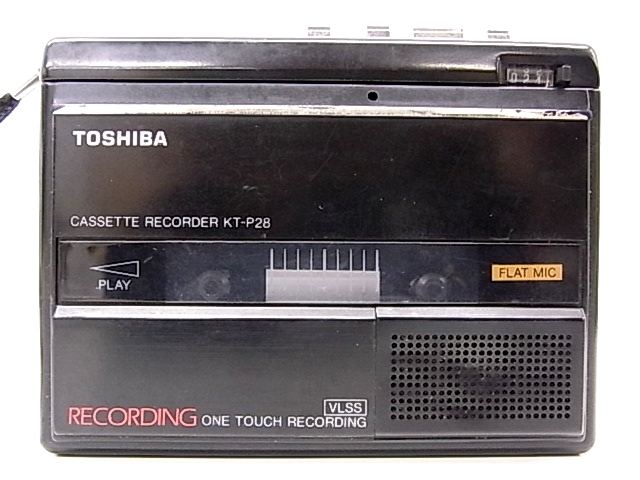 TOSHIBA
CASSETTE RECORDER KT-P28
PLAY
FLAT MIC
VLSS
RECORDING ONE TOUCH RECORDING